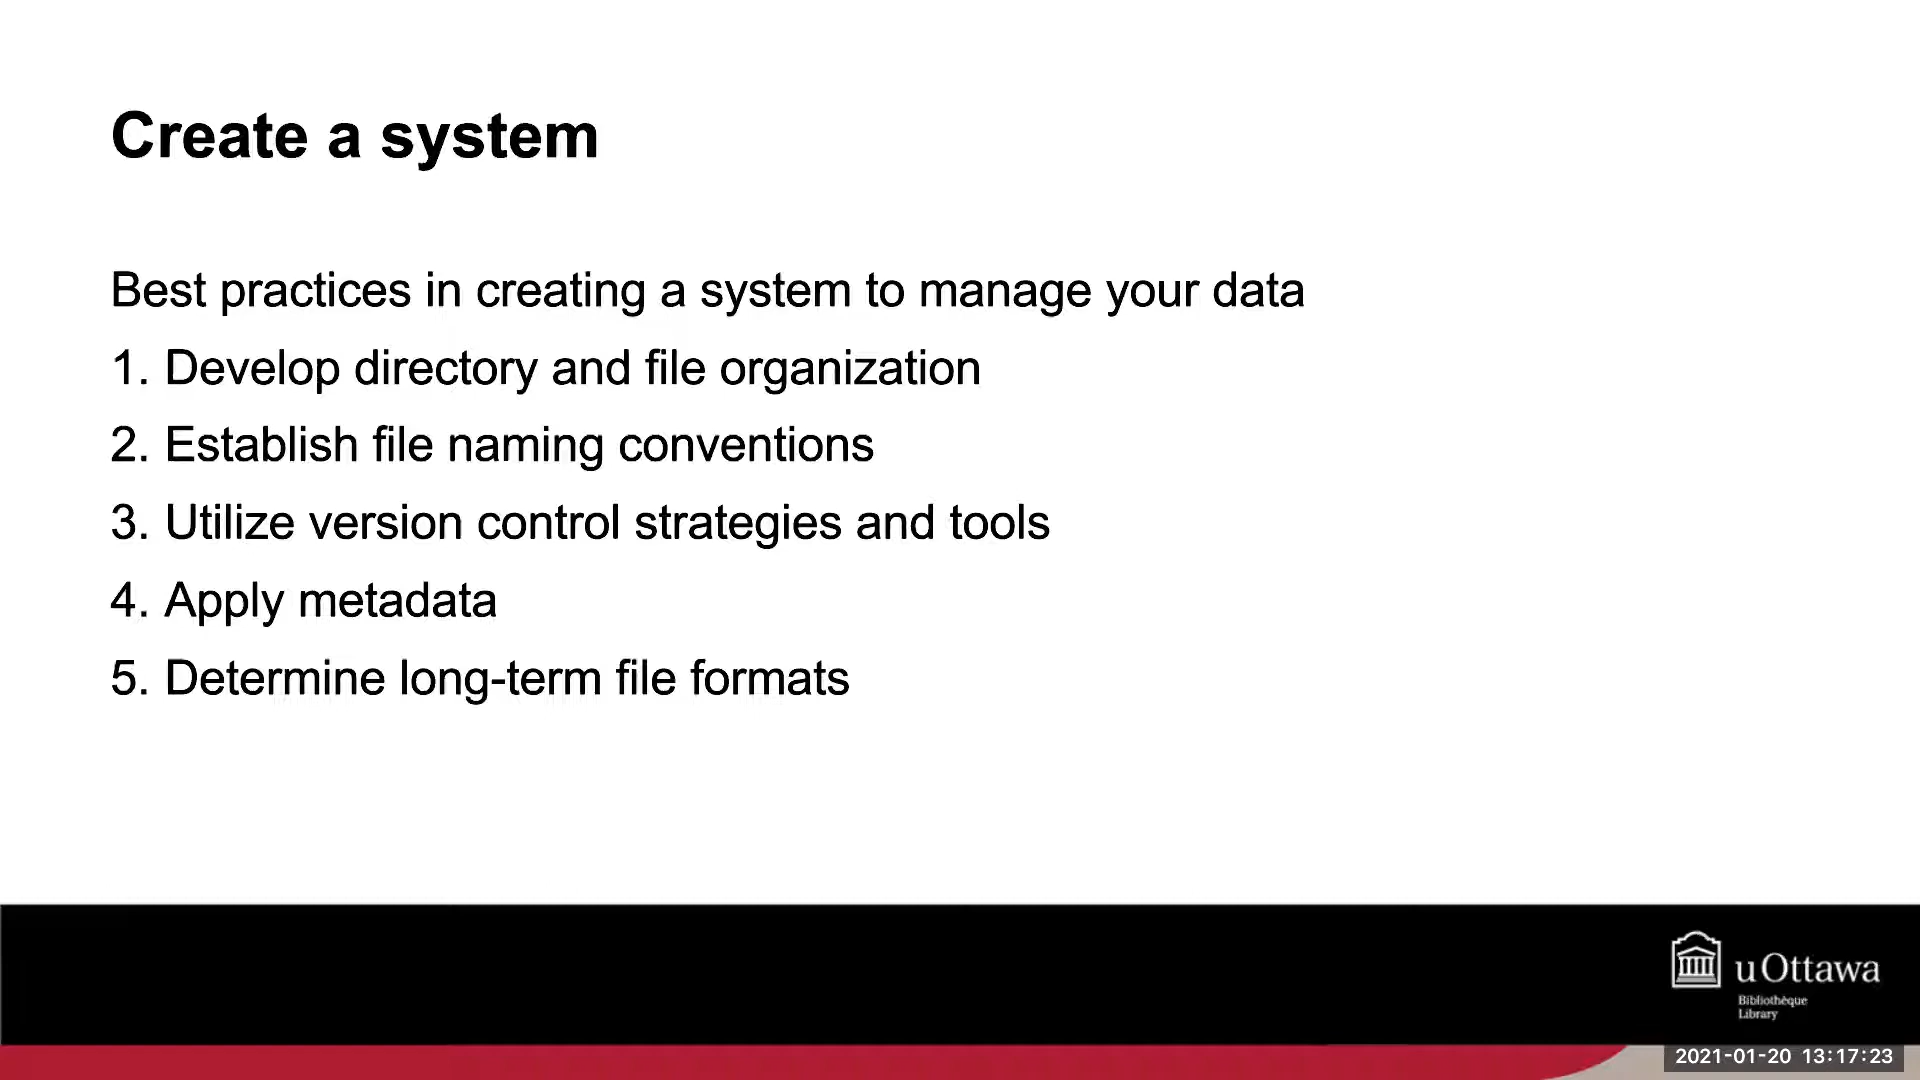 Create a system
Best practices in creating a system to manage your data
1. Develop directory and file organization
2. Establish file naming conventions
3. Utilize version control strategies and tools
4. Apply metadata
5. Determine long-term file formats
uOttawa
Bibliothèque
Library
2021-01-20 13:17:23